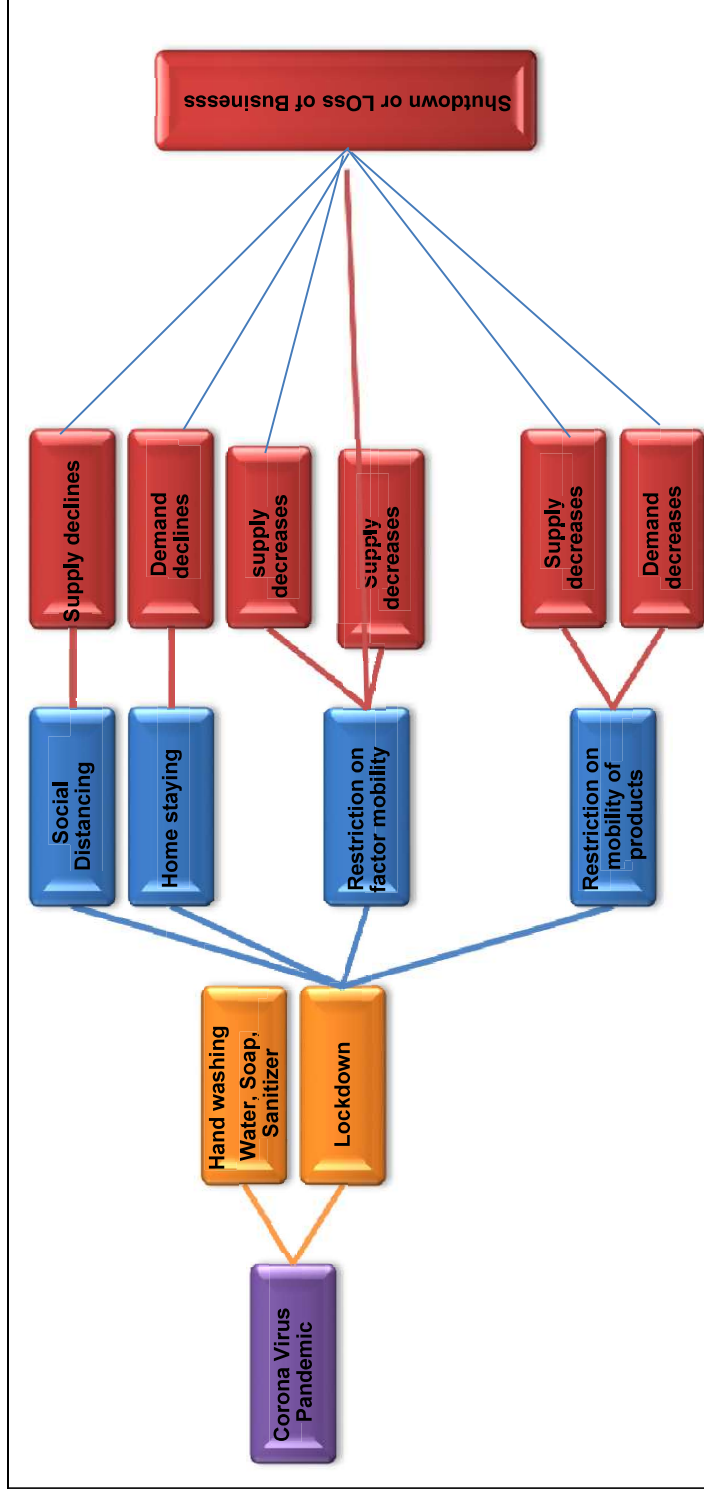 Corona Virus
Pandemic
Hand washing
Water, Soap,
Sanitizer
Lockdown
Social
Distancing
Home staying
Restriction on
factor mobility
Restriction on
mobility of
products
Supply declines
Demand
declines
supply
decreases
Supply
decreases
Supply
decreases
Demand
decreases
Shutdown or LOss of Businesss